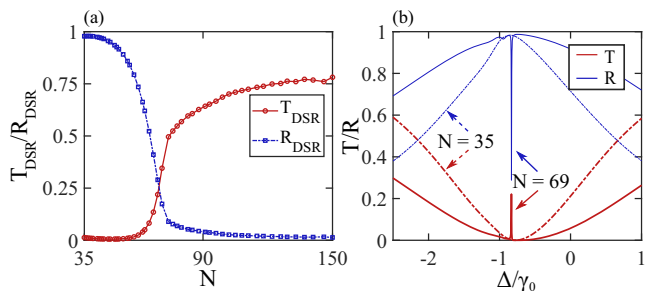 (a)
(b)
T_DSR/R_DSR
1
0.75
0.5
0.25
0
35
90
150
N
T_DSR
R_DSR
T/R
1
0.8
0.6
0.4
0.2
0
-2
-1
0
1
Δ/γ₀
T
R
N = 35
N = 69